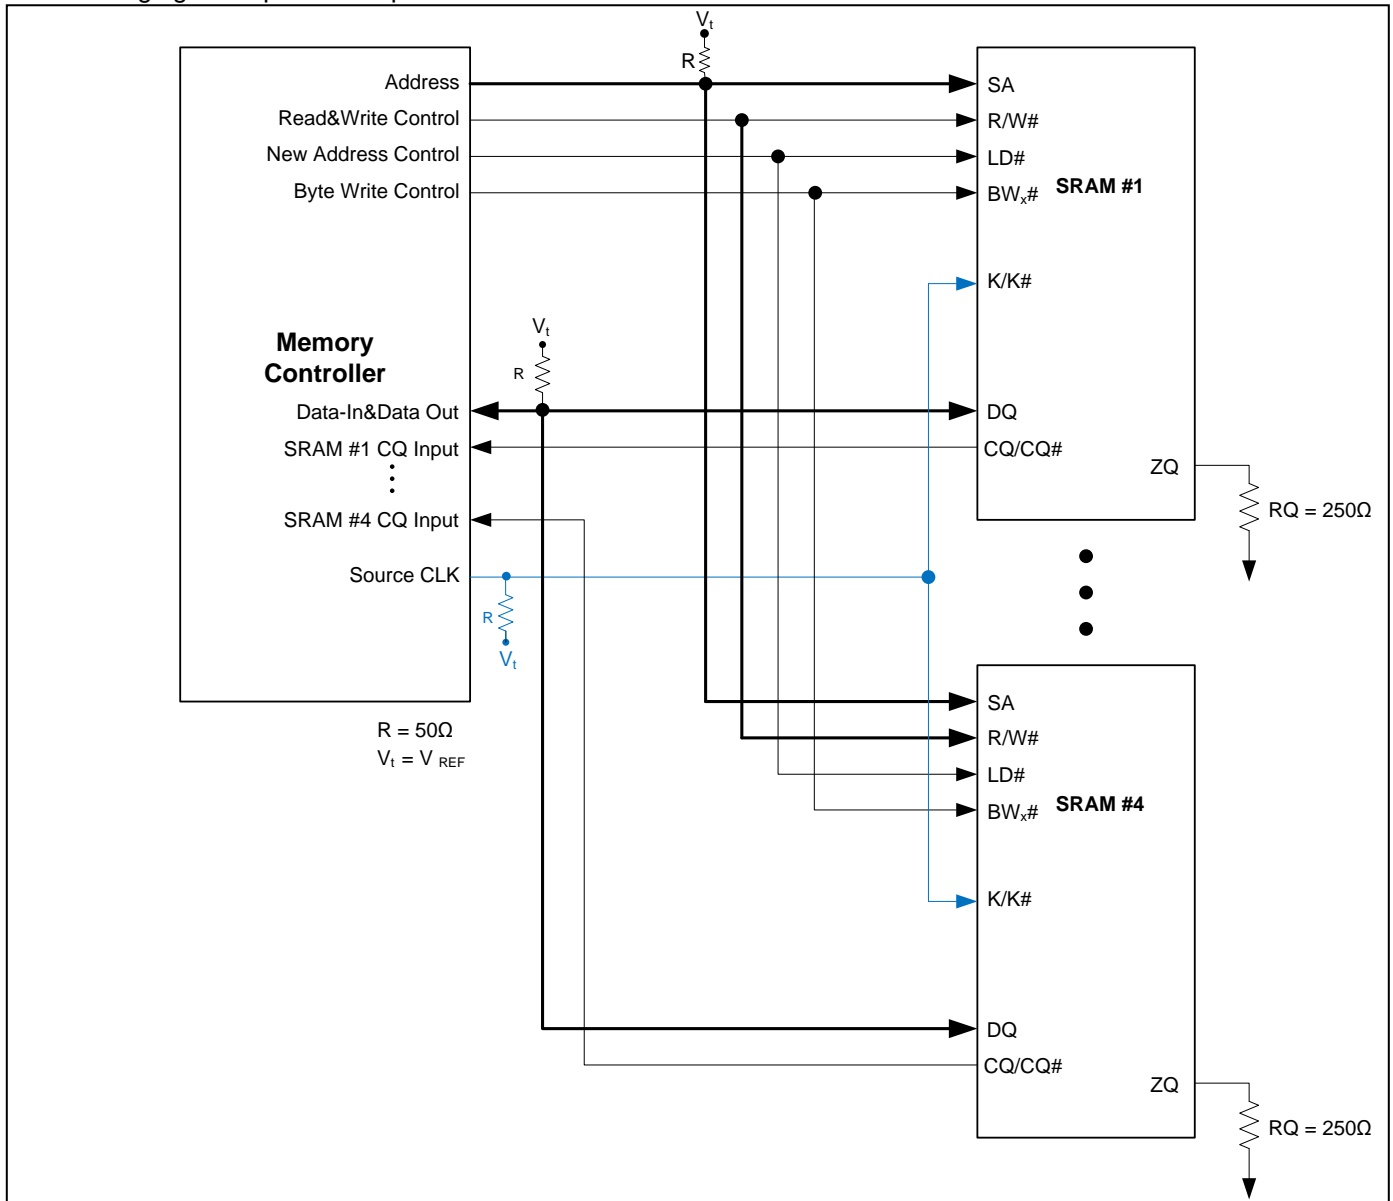 Vt
R
Address
Read&Write Control
New Address Control
Byte Write Control
SA
R/W#
LD#
BWx#
SRAM #1
K/K#
Vt
R
Memory
Controller
Data-In&Data Out
SRAM #1 CQ Input
SRAM #4 CQ Input
Source CLK
DQ
CQ/CQ#
ZQ
RQ = 250Ω
R
Vt
R = 50Ω
Vt = V REF
SA
R/W#
LD#
BWx#
SRAM #4
K/K#
DQ
CQ/CQ#
ZQ
RQ = 250Ω